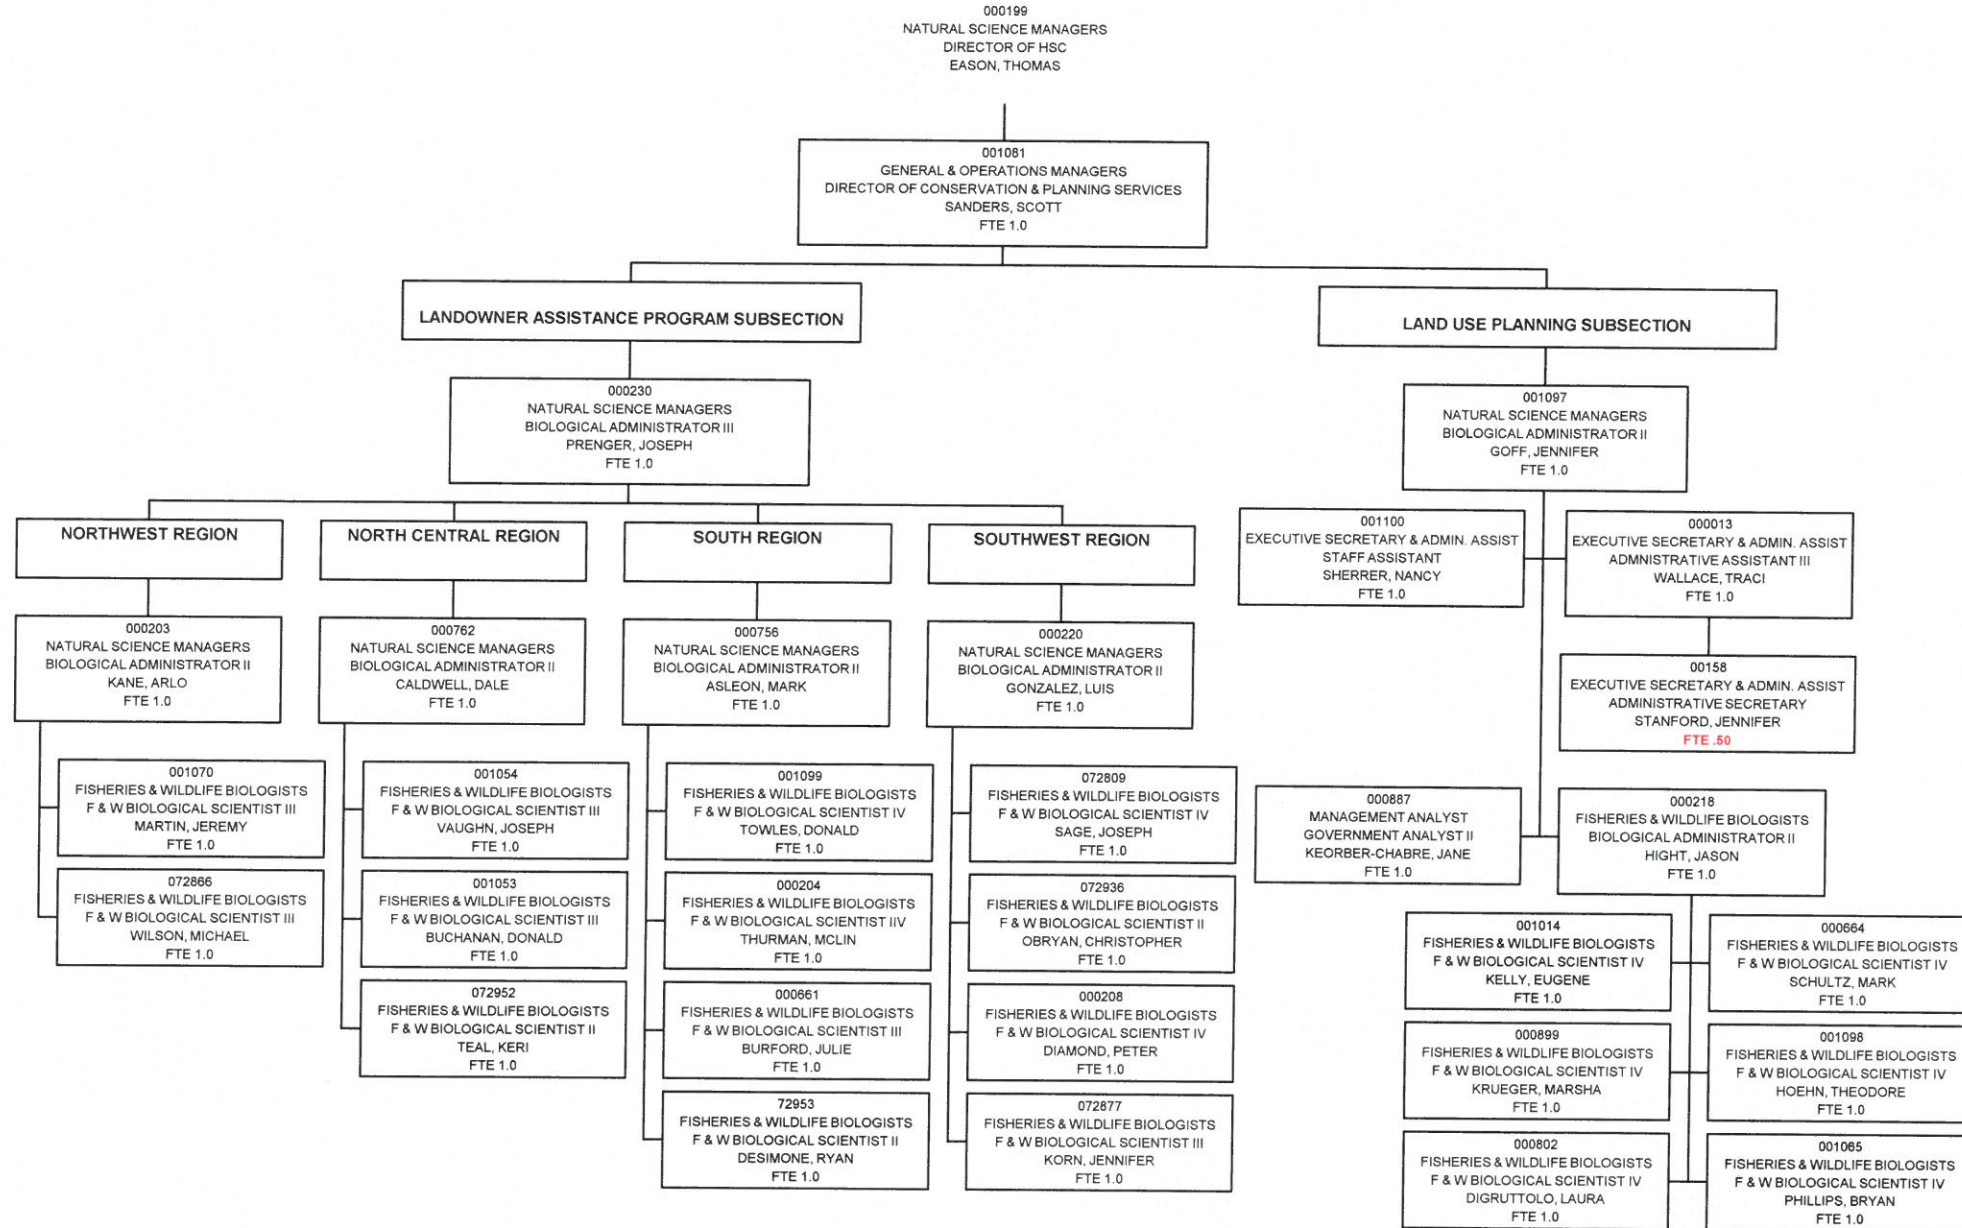 000199
NATURAL SCIENCE MANAGERS
DIRECTOR OF HSC
EASON, THOMAS
001081
GENERAL & OPERATIONS MANAGERS
DIRECTOR OF CONSERVATION & PLANNING SERVICES
SANDERS, SCOTT
FTE 1.0
LANDOWNER ASSISTANCE PROGRAM SUBSECTION
000230
NATURAL SCIENCE MANAGERS
BIOLOGICAL ADMINISTRATOR III
PRENGER, JOSEPH
FTE 1.0
NORTHWEST REGION
000203
NATURAL SCIENCE MANAGERS
BIOLOGICAL ADMINISTRATOR II
KANE, ARLO
FTE 1.0
001070
FISHERIES & WILDLIFE BIOLOGISTS
F & W BIOLOGICAL SCIENTIST III
MARTIN, JEREMY
FTE 1.0
072866
FISHERIES & WILDLIFE BIOLOGISTS
F & W BIOLOGICAL SCIENTIST III
WILSON, MICHAEL
FTE 1.0
NORTH CENTRAL REGION
000762
NATURAL SCIENCE MANAGERS
BIOLOGICAL ADMINISTRATOR II
CALDWELL, DALE
FTE 1.0
001054
FISHERIES & WILDLIFE BIOLOGISTS
F & W BIOLOGICAL SCIENTIST III
VAUGHN, JOSEPH
FTE 1.0
001053
FISHERIES & WILDLIFE BIOLOGISTS
F & W BIOLOGICAL SCIENTIST III
BUCHANAN, DONALD
FTE 1.0
072952
FISHERIES & WILDLIFE BIOLOGISTS
F & W BIOLOGICAL SCIENTIST II
TEAL, KERI
FTE 1.0
SOUTH REGION
000756
NATURAL SCIENCE MANAGERS
BIOLOGICAL ADMINISTRATOR II
ASLEON, MARK
FTE 1.0
001099
FISHERIES & WILDLIFE BIOLOGISTS
F & W BIOLOGICAL SCIENTIST IV
TOWLES, DONALD
FTE 1.0
000204
FISHERIES & WILDLIFE BIOLOGISTS
F & W BIOLOGICAL SCIENTIST IIV
THURMAN, MCLIN
FTE 1.0
000661
FISHERIES & WILDLIFE BIOLOGISTS
F & W BIOLOGICAL SCIENTIST III
BURFORD, JULIE
FTE 1.0
72953
FISHERIES & WILDLIFE BIOLOGISTS
F & W BIOLOGICAL SCIENTIST II
DESIMONE, RYAN
FTE 1.0
SOUTHWEST REGION
000220
NATURAL SCIENCE MANAGERS
BIOLOGICAL ADMINISTRATOR II
GONZALEZ, LUIS
FTE 1.0
072809
FISHERIES & WILDLIFE BIOLOGISTS
F & W BIOLOGICAL SCIENTIST IV
SAGE, JOSEPH
FTE 1.0
072936
FISHERIES & WILDLIFE BIOLOGISTS
F & W BIOLOGICAL SCIENTIST II
OBRYAN, CHRISTOPHER
FTE 1.0
000208
FISHERIES & WILDLIFE BIOLOGISTS
F & W BIOLOGICAL SCIENTIST IV
DIAMOND, PETER
FTE 1.0
072877
FISHERIES & WILDLIFE BIOLOGISTS
F & W BIOLOGICAL SCIENTIST III
KORN, JENNIFER
FTE 1.0
LAND USE PLANNING SUBSECTION
001097
NATURAL SCIENCE MANAGERS
BIOLOGICAL ADMINISTRATOR II
GOFF, JENNIFER
FTE 1.0
001100
EXECUTIVE SECRETARY & ADMIN. ASSIST
STAFF ASSISTANT
SHERRER, NANCY
FTE 1.0
000013
EXECUTIVE SECRETARY & ADMIN. ASSIST
ADMNISTRATIVE ASSISTANT III
WALLACE, TRACI
FTE 1.0
00158
EXECUTIVE SECRETARY & ADMIN. ASSIST
ADMINISTRATIVE SECRETARY
STANFORD, JENNIFER
FTE .50
000887
MANAGEMENT ANALYST
GOVERNMENT ANALYST II
KEORBER-CHABRE, JANE
FTE 1.0
000218
FISHERIES & WILDLIFE BIOLOGISTS
BIOLOGICAL ADMINISTRATOR II
HIGHT, JASON
FTE 1.0
001014
FISHERIES & WILDLIFE BIOLOGISTS
F & W BIOLOGICAL SCIENTIST IV
KELLY, EUGENE
FTE 1.0
000664
FISHERIES & WILDLIFE BIOLOGISTS
F & W BIOLOGICAL SCIENTIST IV
SCHULTZ, MARK
FTE 1.0
000899
FISHERIES & WILDLIFE BIOLOGISTS
F & W BIOLOGICAL SCIENTIST IV
KRUEGER, MARSHA
FTE 1.0
001098
FISHERIES & WILDLIFE BIOLOGISTS
F & W BIOLOGICAL SCIENTIST IV
HOEHN, THEODORE
FTE 1.0
000802
FISHERIES & WILDLIFE BIOLOGISTS
F & W BIOLOGICAL SCIENTIST IV
DIGRUTTOLO, LAURA
FTE 1.0
001065
FISHERIES & WILDLIFE BIOLOGISTS
F & W BIOLOGICAL SCIENTIST IV
PHILLIPS, BRYAN
FTE 1.0